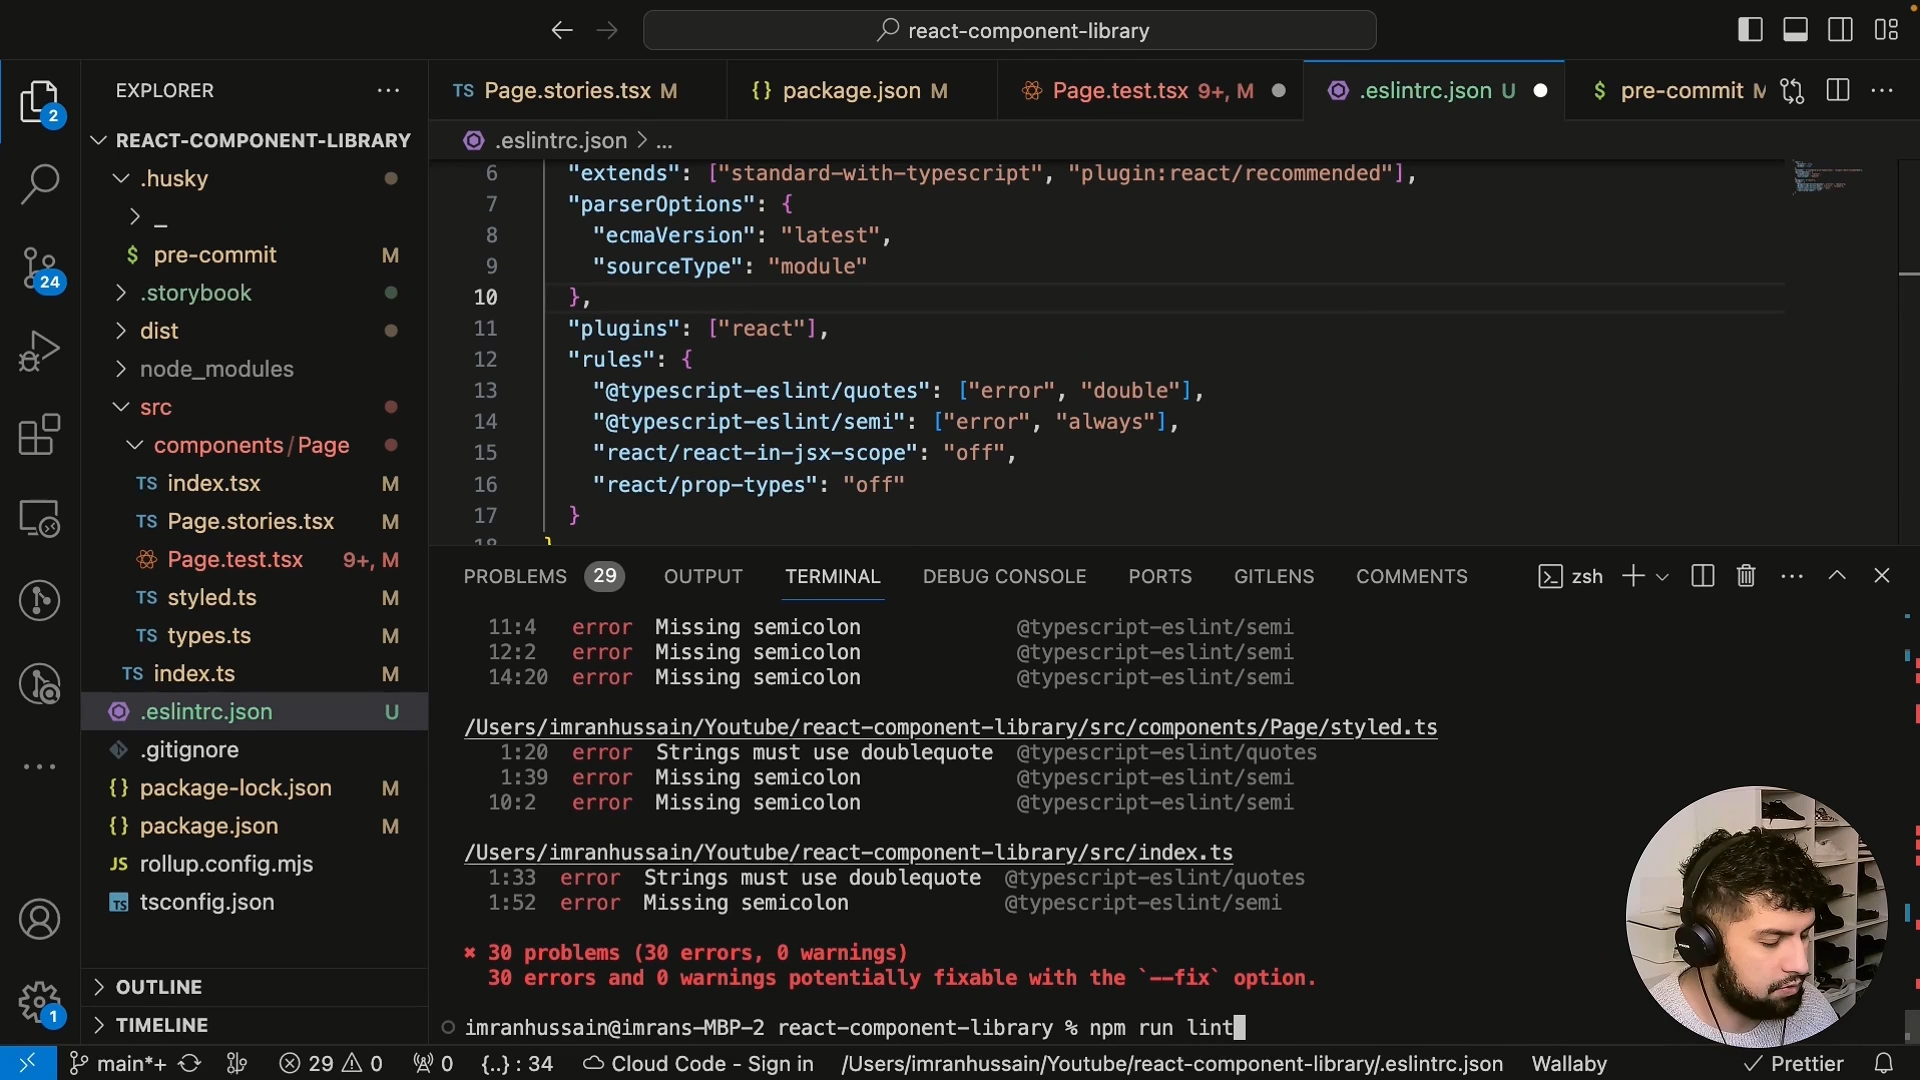 react-component-library
EXPLORER
2
TS Page.stories.tsx M
{} package.json M
Page.test.tsx 9+, M
.eslintrc.json U
$ pre-commit M
REACT-COMPONENT-LIBRARY
.eslintrc.json > ...
.husky
_
$ pre-commit M
.storybook
24
dist
node_modules
src
components/Page
TS index.tsx M
TS Page.stories.tsx M
Page.test.tsx 9+, M
TS styled.ts M
TS types.ts M
TS index.ts M
.eslintrc.json U
.gitignore
{} package-lock.json M
{} package.json M
JS rollup.config.mjs
TS tsconfig.json
OUTLINE
TIMELINE
1
6 "extends": ["standard-with-typescript", "plugin:react/recommended"],
7 "parserOptions": {
8 "ecmaVersion": "latest",
9 "sourceType": "module"
10 },
11 "plugins": ["react"],
12 "rules": {
13 "@typescript-eslint/quotes": ["error", "double"],
14 "@typescript-eslint/semi": ["error", "always"],
15 "react/react-in-jsx-scope": "off",
16 "react/prop-types": "off"
17 }
18 }
PROBLEMS 29 OUTPUT TERMINAL DEBUG CONSOLE PORTS GITLENS COMMENTS zsh
11:4 error Missing semicolon @typescript-eslint/semi
12:2 error Missing semicolon @typescript-eslint/semi
14:20 error Missing semicolon @typescript-eslint/semi
/Users/imranhussain/Youtube/react-component-library/src/components/Page/styled.ts
1:20 error Strings must use doublequote @typescript-eslint/quotes
1:39 error Missing semicolon @typescript-eslint/semi
10:2 error Missing semicolon @typescript-eslint/semi
/Users/imranhussain/Youtube/react-component-library/src/index.ts
1:33 error Strings must use doublequote @typescript-eslint/quotes
1:52 error Missing semicolon @typescript-eslint/semi
✖ 30 problems (30 errors, 0 warnings)
30 errors and 0 warnings potentially fixable with the `--fix` option.
imranhussain@imrans-MBP-2 react-component-library % npm run lint
main*+ 29 0 0 {..} : 34 Cloud Code - Sign in /Users/imranhussain/Youtube/react-component-library/.eslintrc.json Wallaby ✓ Prettier